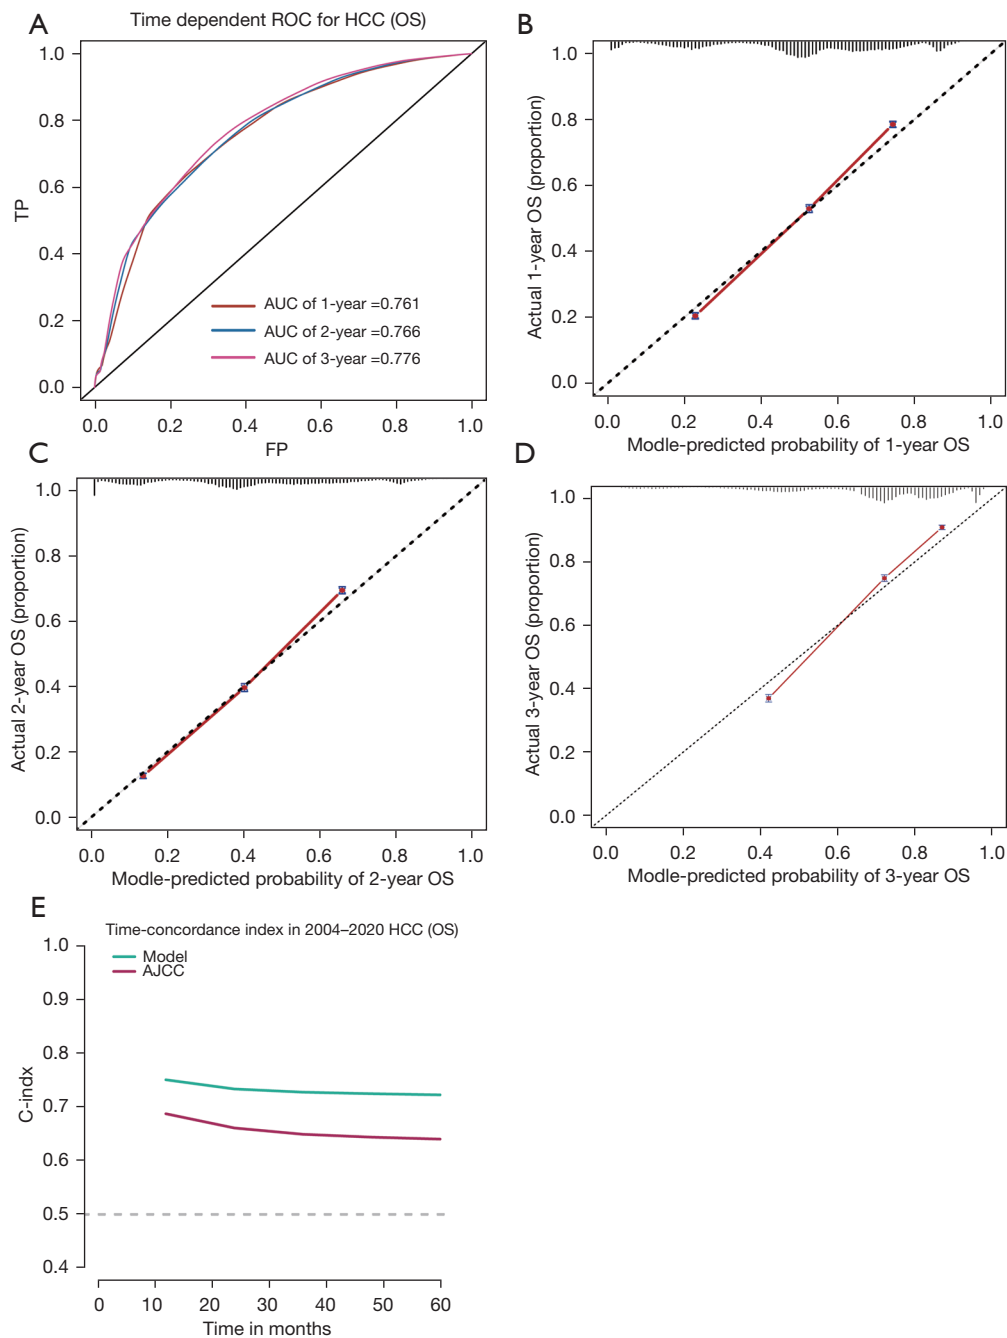 A
Time dependent ROC for HCC (OS)
1.0
0.8
0.6
0.4
0.2
0.0
TP
AUC of 1-year =0.761
AUC of 2-year =0.766
AUC of 3-year =0.776
0.0 0.2 0.4 0.6 0.8 1.0
FP
B
1.0
0.8
0.6
0.4
0.2
0.0
Actual 1-year OS (proportion)
0.0 0.2 0.4 0.6 0.8 1.0
Modle-predicted probability of 1-year OS
C
1.0
0.8
0.6
0.4
0.2
0.0
Actual 2-year OS (proportion)
0.0 0.2 0.4 0.6 0.8 1.0
Modle-predicted probability of 2-year OS
D
1.0
0.8
0.6
0.4
0.2
0.0
Actual 3-year OS (proportion)
0.0 0.2 0.4 0.6 0.8 1.0
Modle-predicted probability of 3-year OS
E
Time-concordance index in 2004–2020 HCC (OS)
1.0
0.9
0.8
0.7
0.6
0.5
0.4
C-indx
Model
AJCC
0 10 20 30 40 50 60
Time in months